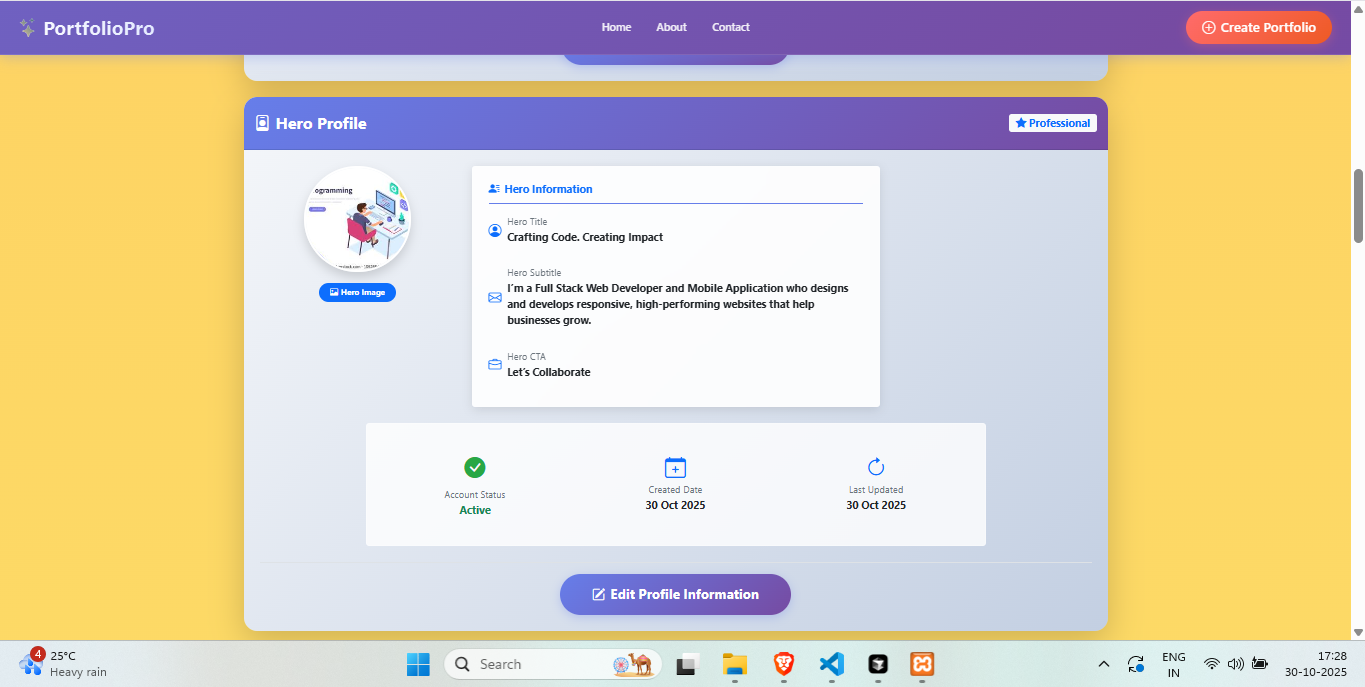 PortfolioPro
Home
About
Contact
Create Portfolio
Hero Profile
Professional
ogramming
Hero Image
Hero Information
Hero Title
Crafting Code. Creating Impact
Hero Subtitle
I'm a Full Stack Web Developer and Mobile Application who designs
and develops responsive, high-performing websites that help
businesses grow.
Hero CTA
Let's Collaborate
Account Status
Active
Created Date
30 Oct 2025
Last Updated
30 Oct 2025
Edit Profile Information
4
25°C
Heavy rain
Search
ENG
IN
17:28
30-10-2025